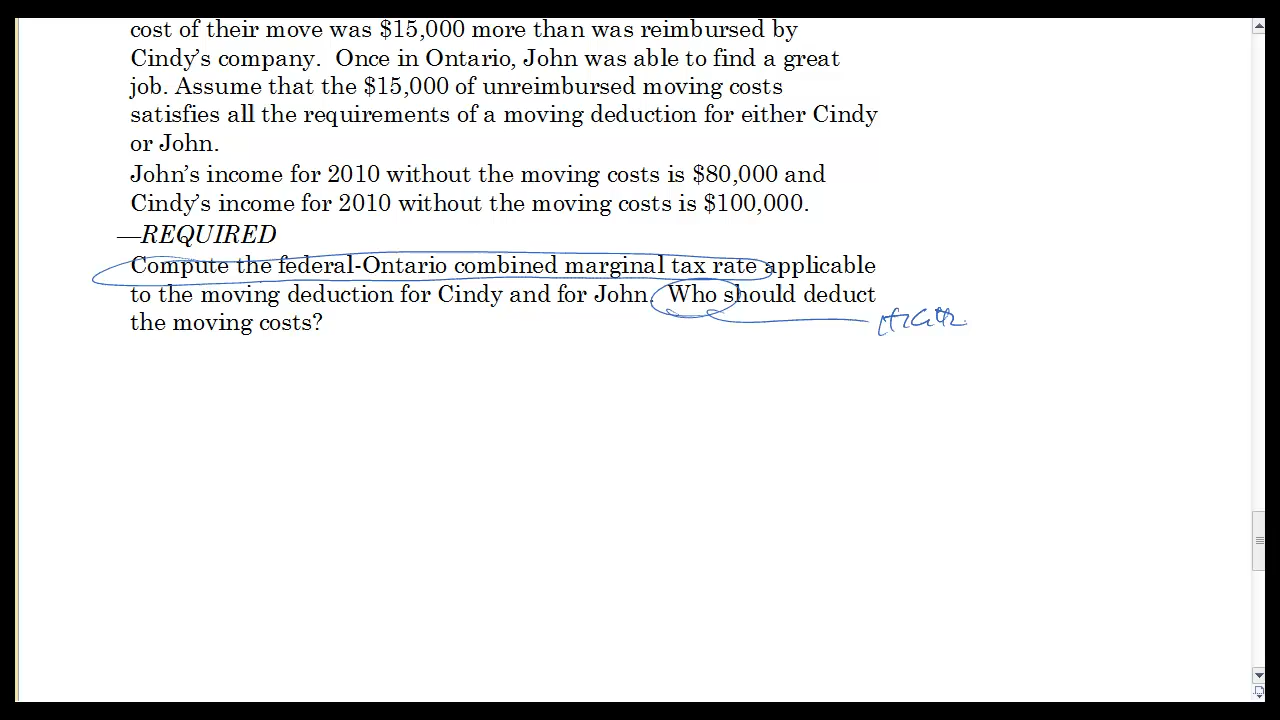 cost of their move was $15,000 more than was reimbursed by
Cindy’s company.  Once in Ontario, John was able to find a great
job. Assume that the $15,000 of unreimbursed moving costs
satisfies all the requirements of a moving deduction for either Cindy
or John.
John’s income for 2010 without the moving costs is $80,000 and
Cindy’s income for 2010 without the moving costs is $100,000.
—REQUIRED
Compute the federal-Ontario combined marginal tax rate applicable
to the moving deduction for Cindy and for John.  Who should deduct
the moving costs?